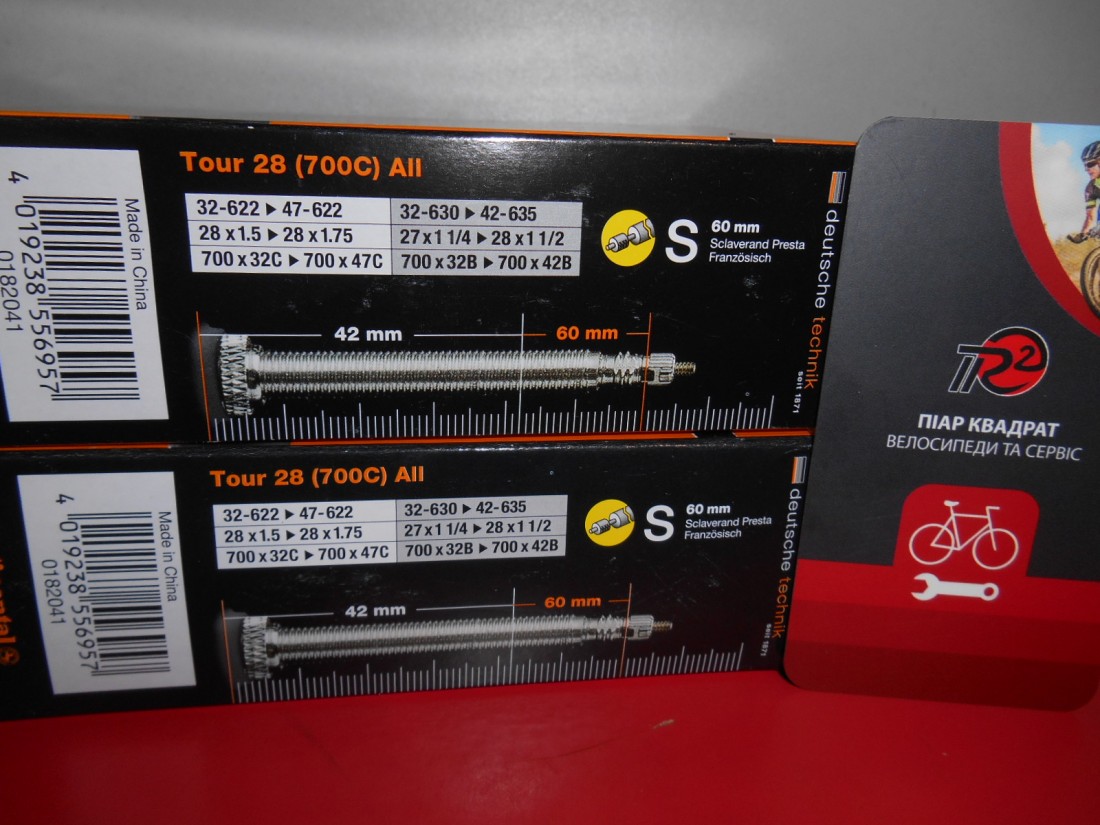 Tour 28 (700C) All
32-622 ▶ 47-622
32-630 ▶ 42-635
28 x 1.5 ▶ 28 x 1.75
27 x 1 1/4 ▶ 28 x 1 1/2
700 x 32C ▶ 700 x 47C
700 x 32B ▶ 700 x 42B
S
60 mm
Sclaverand Presta
Französisch
42 mm
60 mm
Made in China
4 019238 556957
0182041
deutsche technik
seit 1871
Tour 28 (700C) All
32-622 ▶ 47-622
32-630 ▶ 42-635
28 x 1.5 ▶ 28 x 1.75
27 x 1 1/4 ▶ 28 x 1 1/2
700 x 32C ▶ 700 x 47C
700 x 32B ▶ 700 x 42B
S
60 mm
Sclaverand Presta
Französisch
42 mm
60 mm
Made in China
4 019238 556957
0182041
deutsche technik
seit 1871
ПІАР КВАДРАТ
ВЕЛОСИПЕДИ ТА СЕРВІС